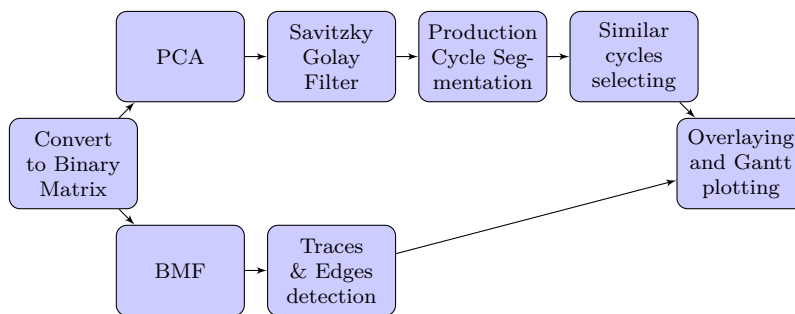 PCA
Savitzky
Golay
Filter
Production
Cycle Seg-
mentation
Similar
cycles
selecting
Convert
to Binary
Matrix
Overlaying
and Gantt
plotting
BMF
Traces
& Edges
detection